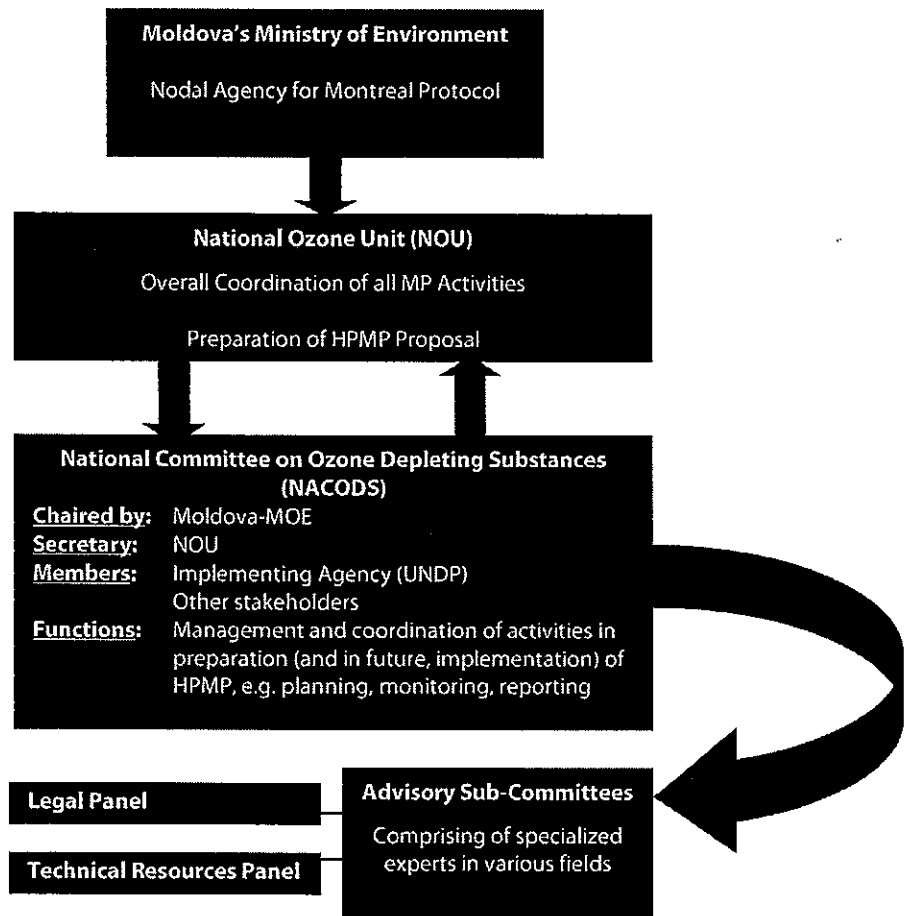 Moldova's Ministry of Environment
Nodal Agency for Montreal Protocol
National Ozone Unit (NOU)
Overall Coordination of all MP Activities
Preparation of HPMP Proposal
National Committee on Ozone Depleting Substances
(NACODS)
Chaired by: Moldova-MOE
Secretary: NOU
Members: Implementing Agency (UNDP)
Other stakeholders
Functions: Management and coordination of activities in
preparation (and in future, implementation) of
HPMP, e.g. planning, monitoring, reporting
Legal Panel
Technical Resources Panel
Advisory Sub-Committees
Comprising of specialized
experts in various fields